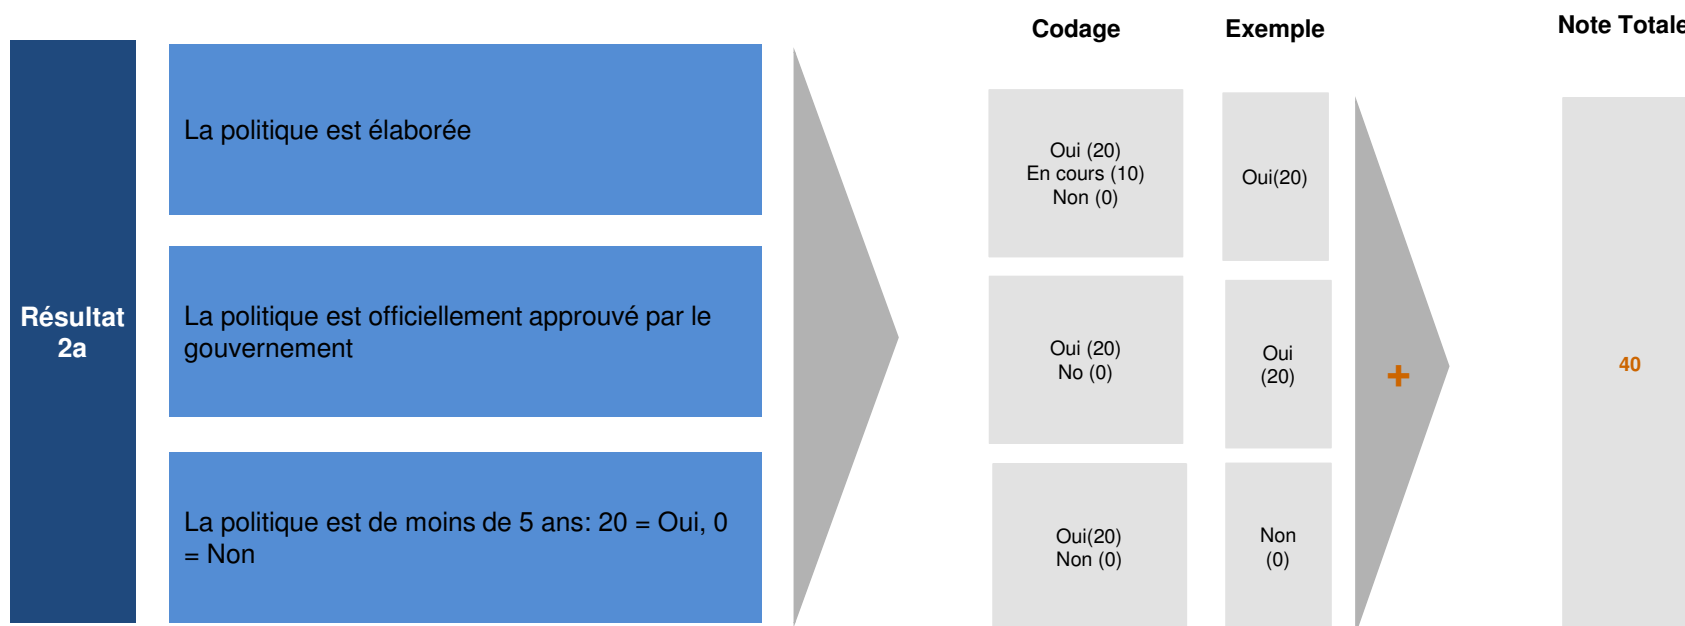 Codage
Exemple
Note Totale
Résultat
2a
La politique est élaborée
Oui (20)
En cours (10)
Non (0)
Oui(20)
La politique est officiellement approuvé par le
gouvernement
Oui (20)
No (0)
Oui
(20)
+
40
La politique est de moins de 5 ans: 20 = Oui, 0
= Non
Oui(20)
Non (0)
Non
(0)